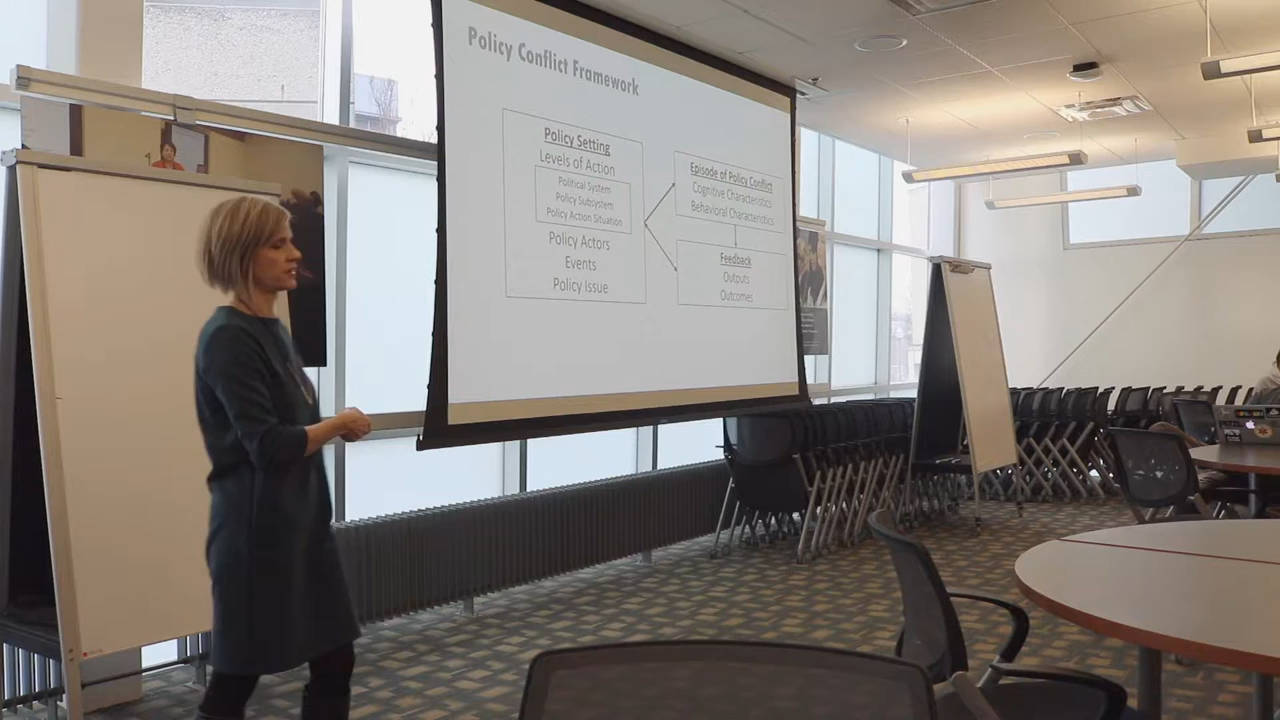 Policy Conflict Framework
Policy Setting
Levels of Action
Political System
Policy Subsystem
Policy Action Situation
Policy Actors
Events
Policy Issue
Episode of Policy Conflict
Cognitive Characteristics
Behavioral Characteristics
Feedback
Outputs
Outcomes